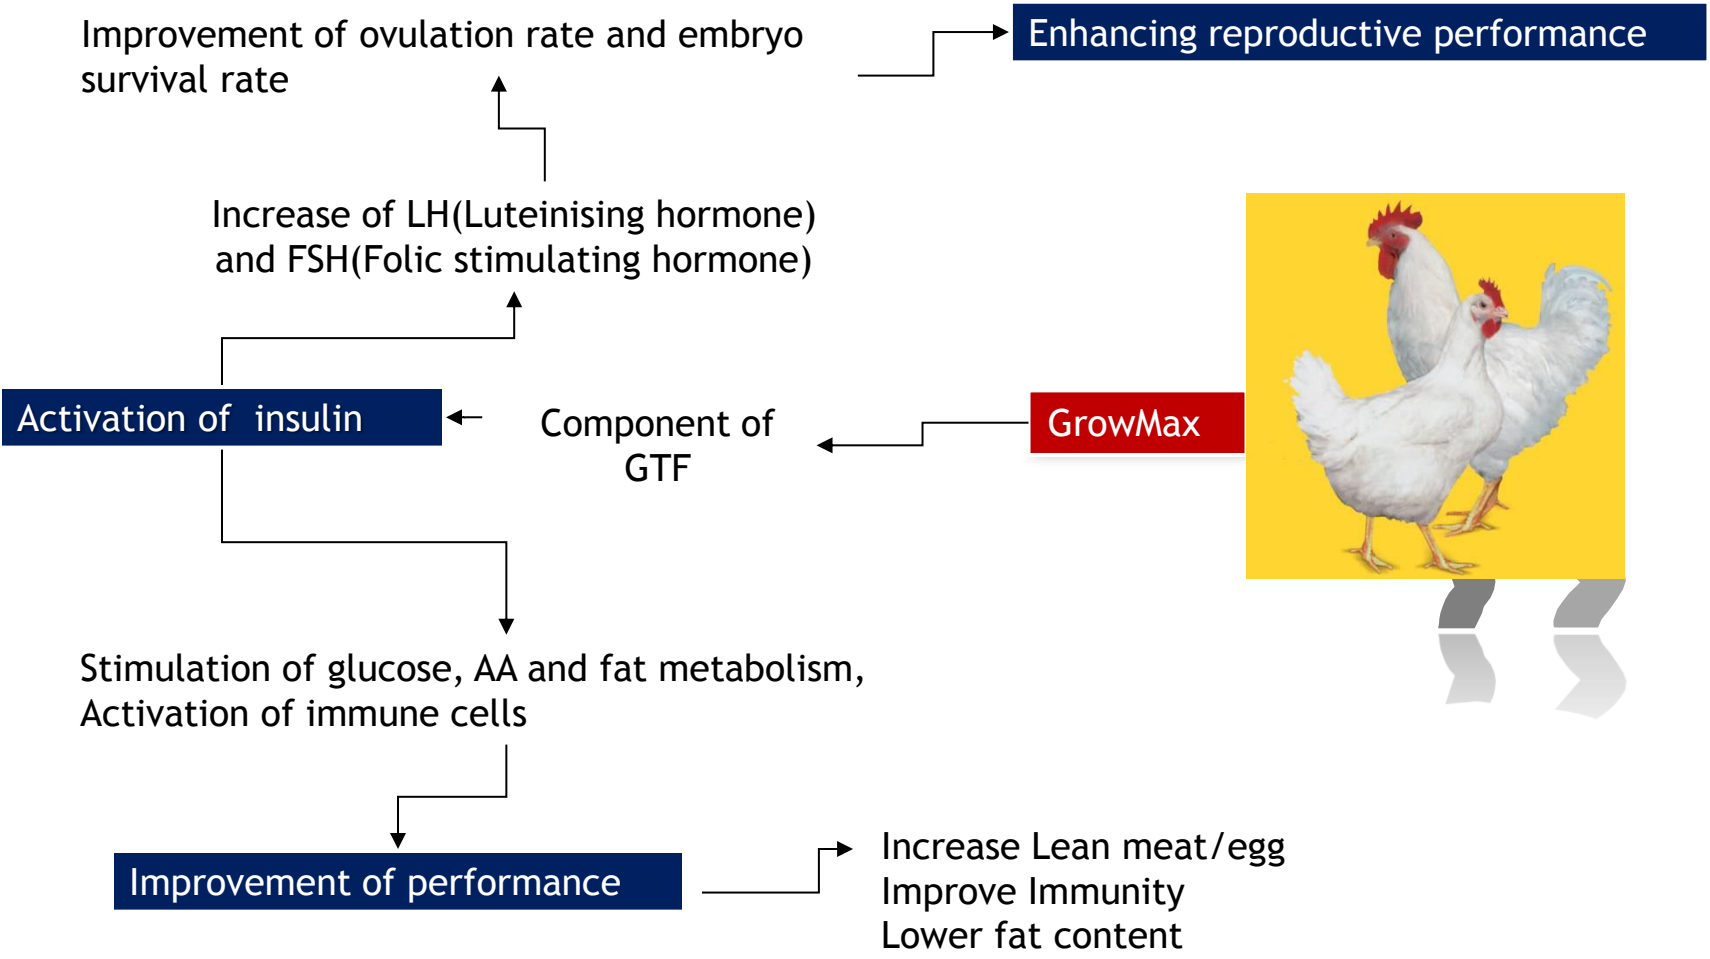 Improvement of ovulation rate and embryo
survival rate
Enhancing reproductive performance
Increase of LH(Luteinising hormone)
and FSH(Folic stimulating hormone)
Activation of insulin
Component of
GTF
GrowMax
Stimulation of glucose, AA and fat metabolism,
Activation of immune cells
Improvement of performance
Increase Lean meat/egg
Improve Immunity
Lower fat content